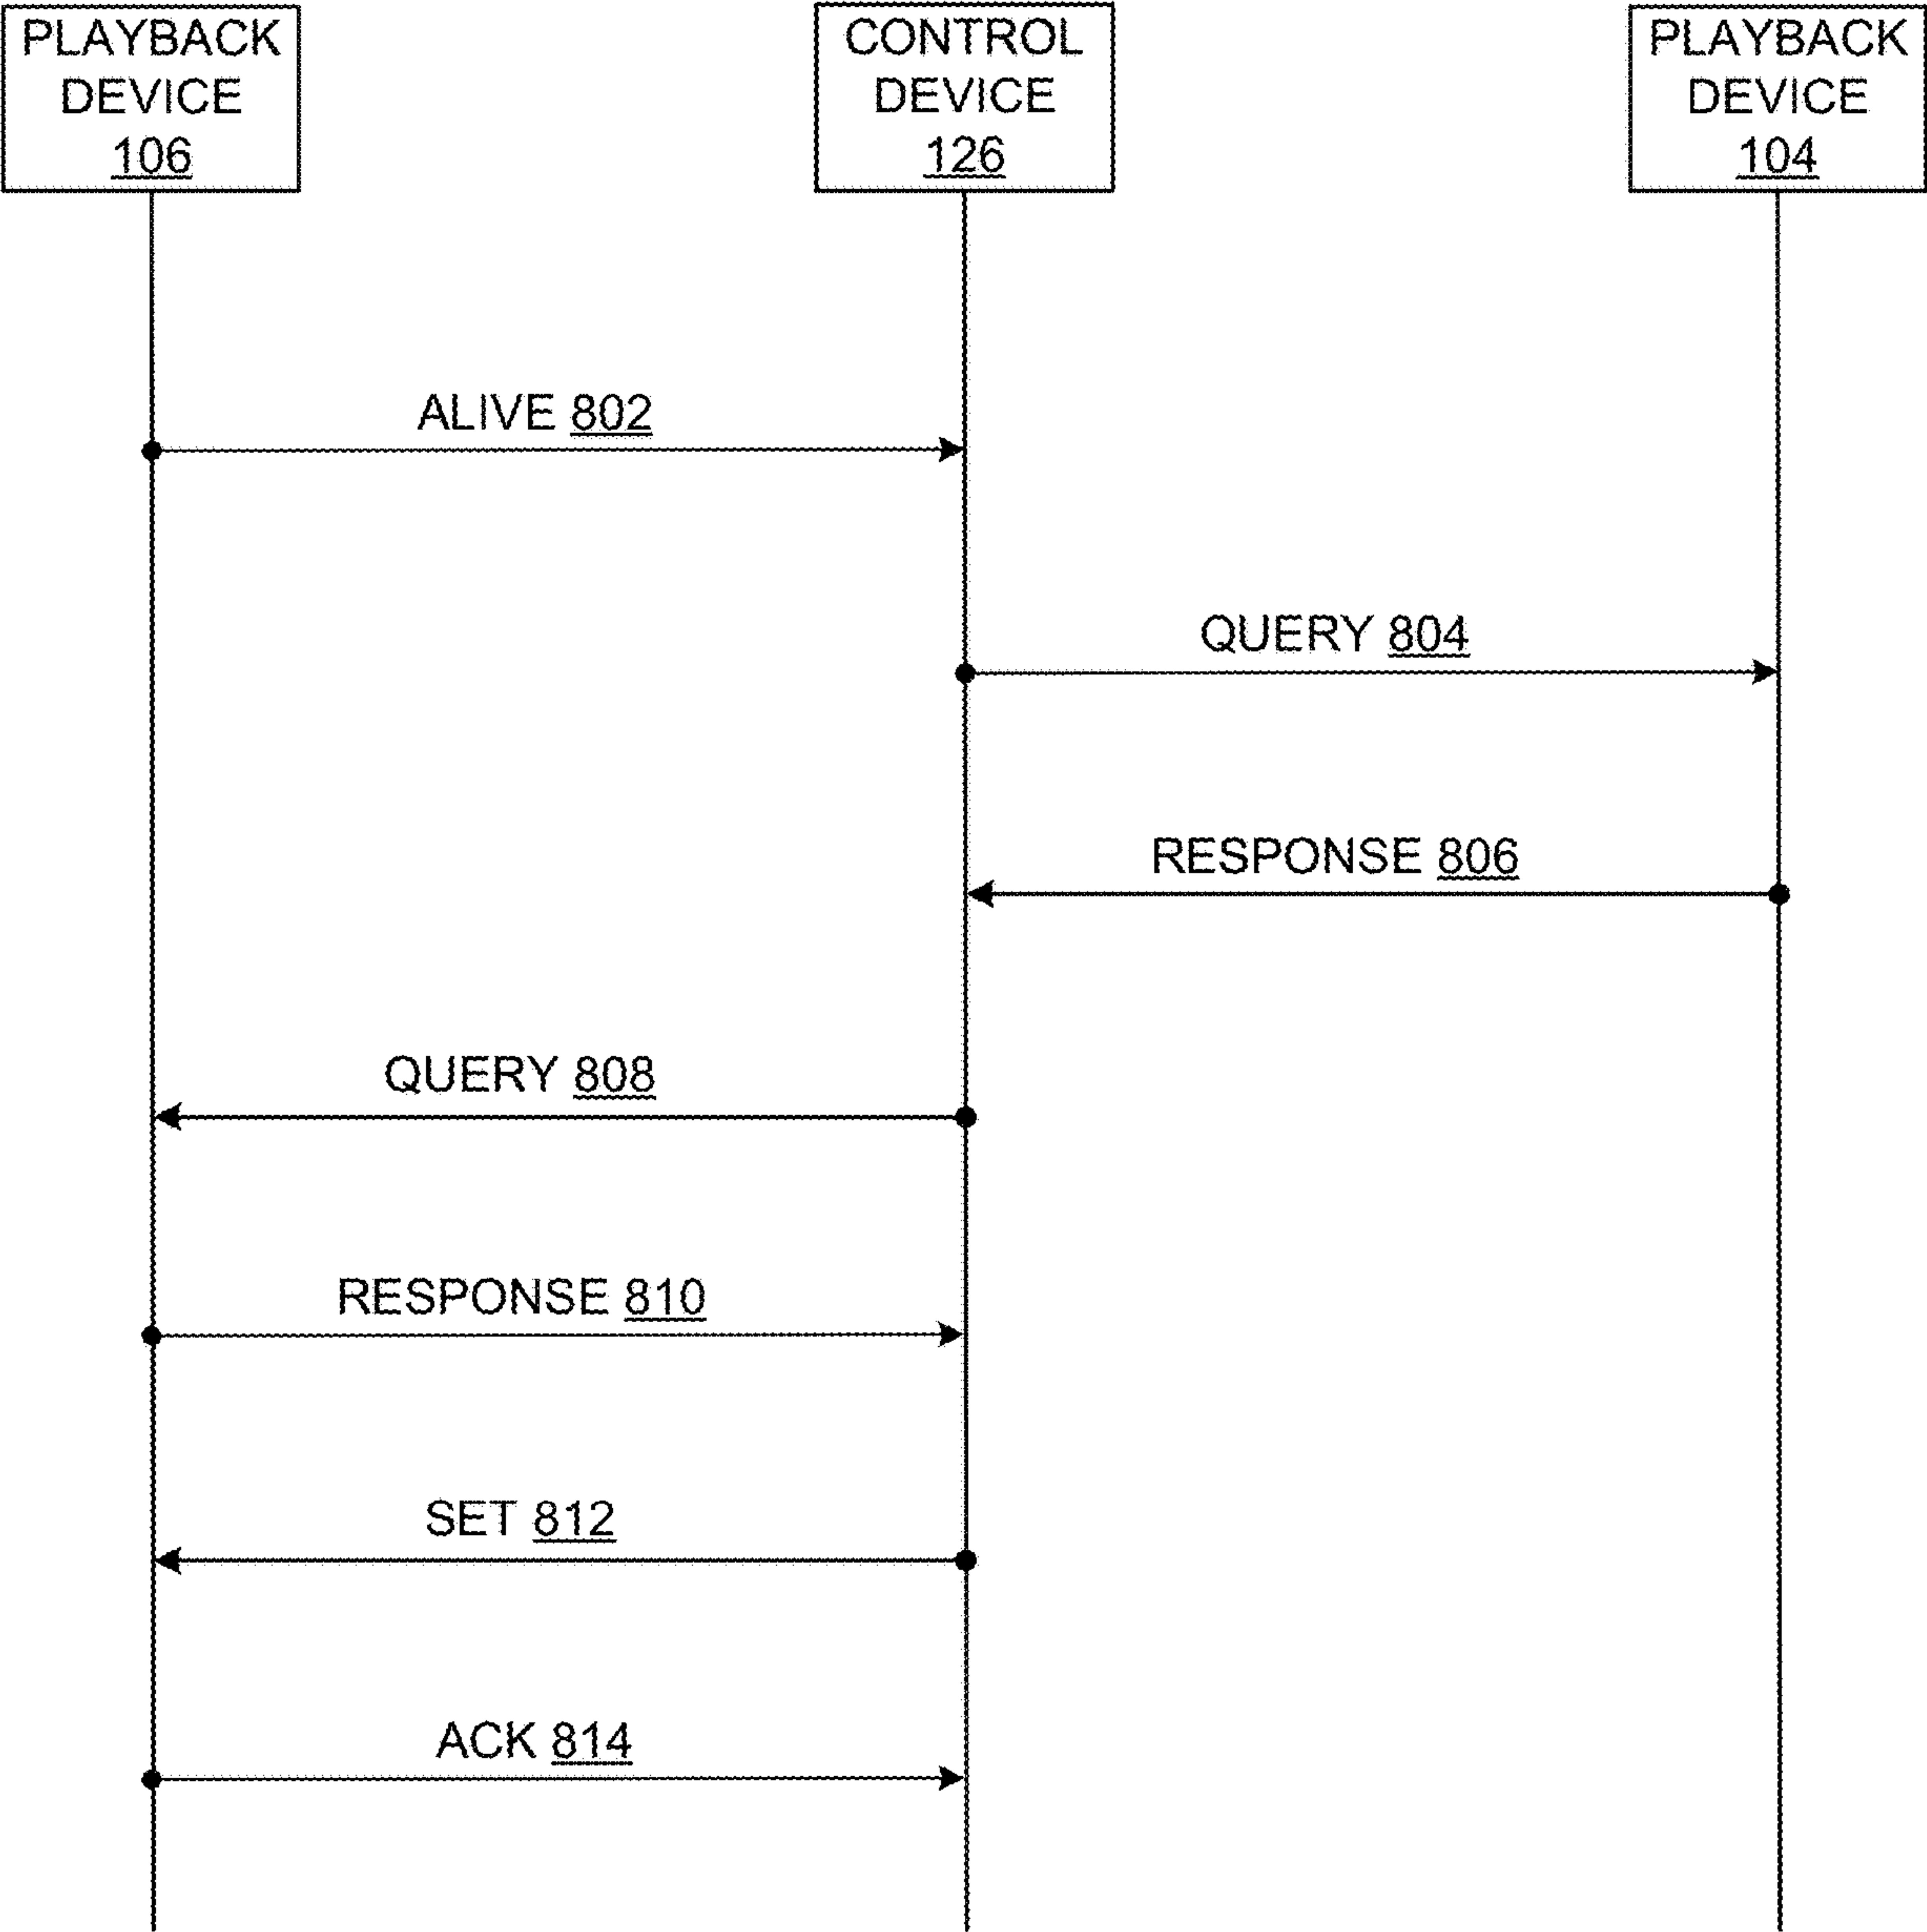 PLAYBACK
DEVICE
106
CONTROL
DEVICE
126
PLAYBACK
DEVICE
104
ALIVE 802
QUERY 804
RESPONSE 806
QUERY 808
RESPONSE 810
SET 812
ACK 814